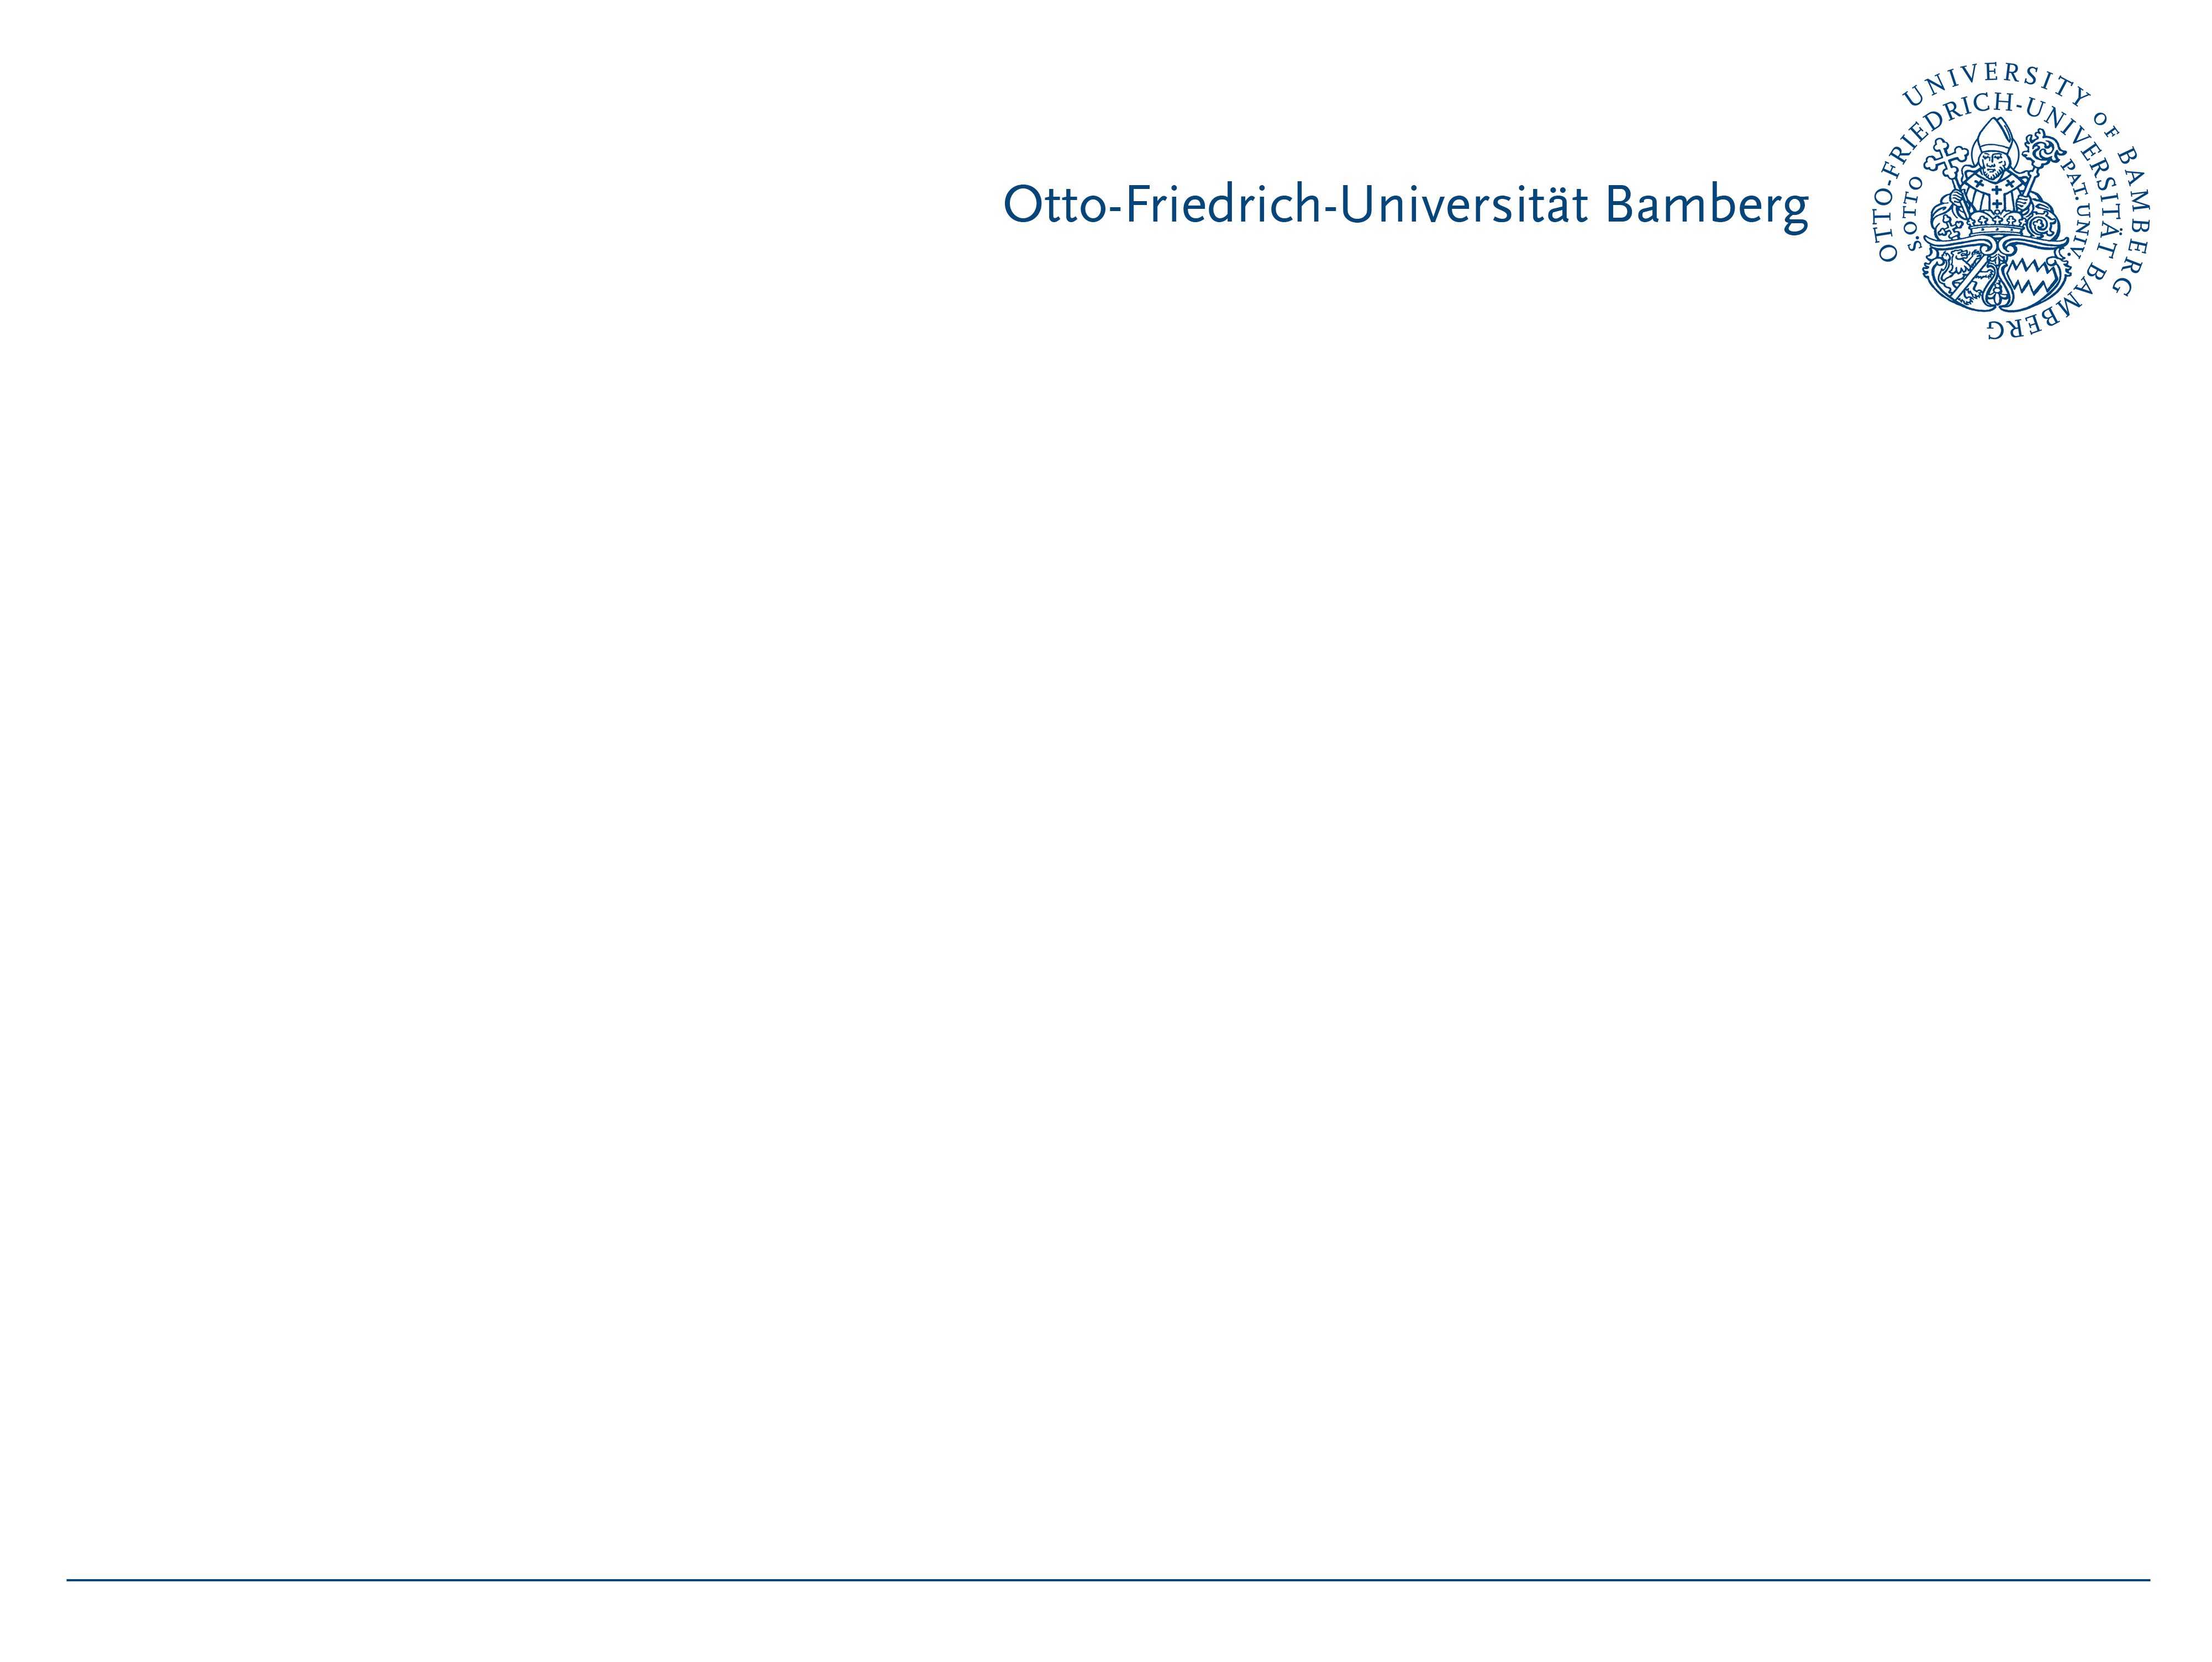 Otto-Friedrich-Universität Bamberg
UNIVERSITY OF BAMBERG
OTTO-FRIEDRICH-UNIVERSITÄT BAMBERG
S.OTTO
PAT.UNIV.